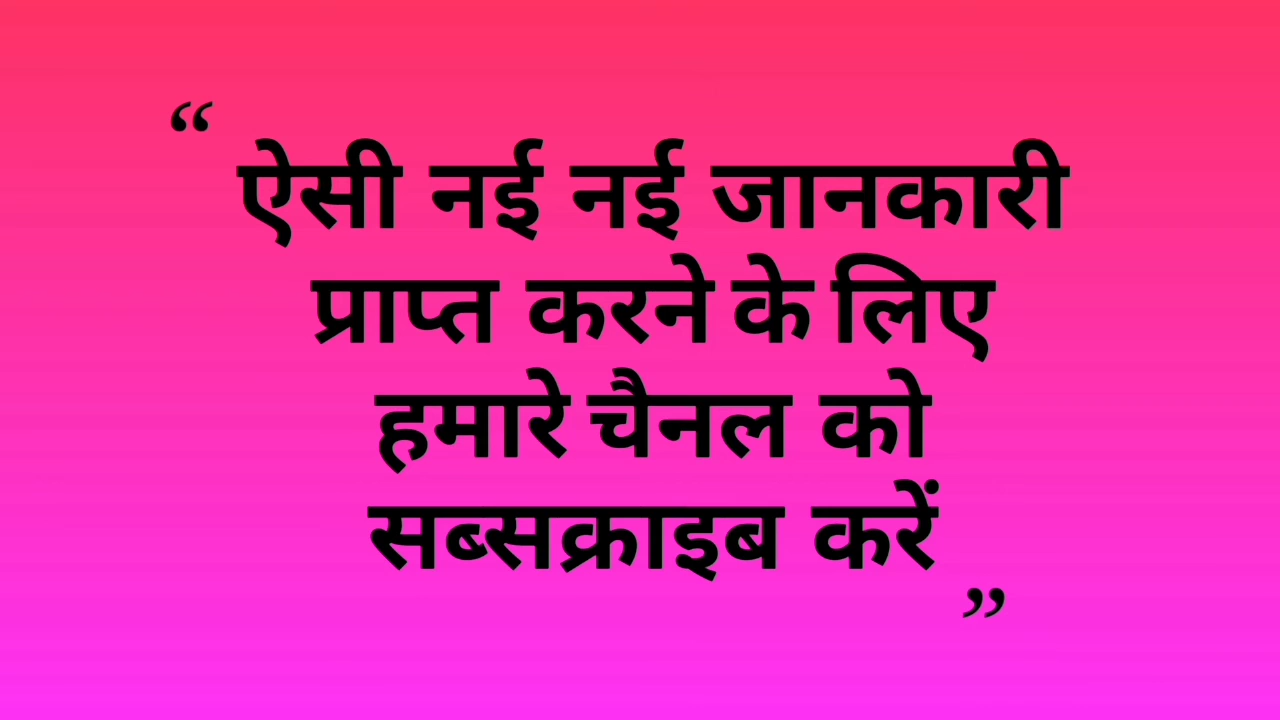 “ ऐसी नई नई जानकारी
प्राप्त करने के लिए
हमारे चैनल को
सब्सक्राइब करें ”